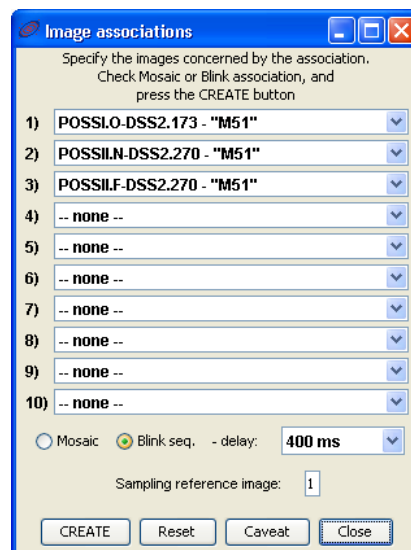 Image associations
Specify the images concerned by the association.
Check Mosaic or Blink association, and
press the CREATE button
1) POSSI.O-DSS2.173 - "M51"
2) POSSII.N-DSS2.270 - "M51"
3) POSSII.F-DSS2.270 - "M51"
4) -- none --
5) -- none --
6) -- none --
7) -- none --
8) -- none --
9) -- none --
10) -- none --
Mosaic Blink seq. - delay: 400 ms
Sampling reference image: 1
CREATE Reset Caveat Close